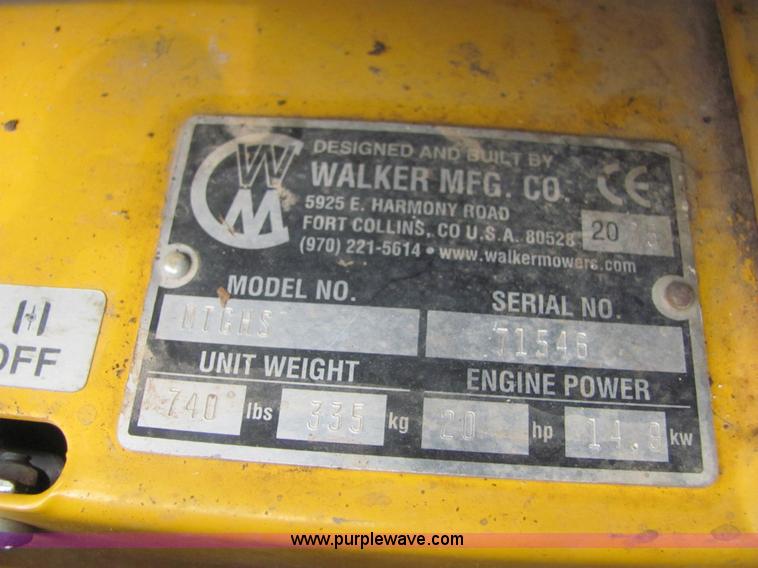 DESIGNED AND BUILT BY
WALKER MFG. CO.
5925 E. HARMONY ROAD
FORT COLLINS, CO U.S.A. 80528
(970) 221-5614 • www.walkermowers.com
WM
CE
20
MODEL NO.
SERIAL NO.
MTGHS
71546
UNIT WEIGHT
ENGINE POWER
740 lbs 335 kg 20 hp 14.9 kw
OFF
www.purplewave.com